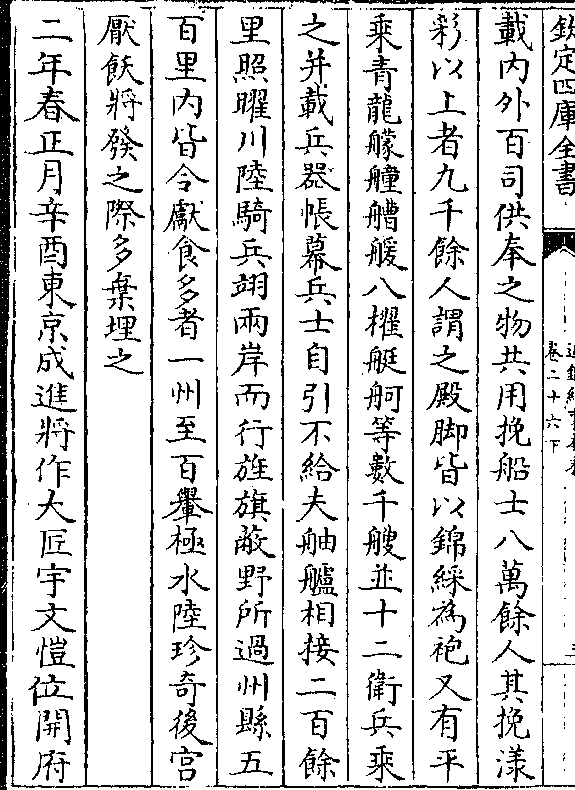 欽定四庫全書
卷二十六下
載内外百司供奉之物共用挽船士八萬餘人其挽漾
彩以上者九千餘人謂之殿脚皆以錦綵為袍又有平
乘青龍艨艟艚八櫂艇舸等數千艘並十二衛兵乘
之并載兵器帳幕兵士自引不給夫舳艫相接二百餘
里照曜川陸騎兵翊兩岸而行旌旗蔽野所過州縣五
百里内皆令獻食多者一州至百轝極水陸珍奇後宮
厭飫將發之際多棄埋之
二年春正月辛酉東京成進將作大匠宇文愷位開府